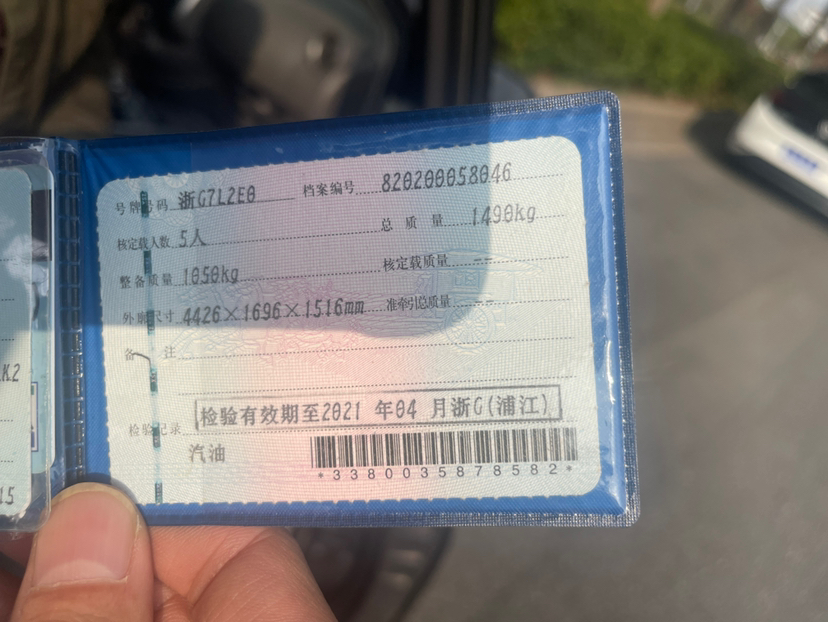 号牌号码 浙G7L2E0 档案编号 820200058046
核定载人数 5人 总质量 1490kg
整备质量 1050kg 核定载质量 --
外廓尺寸 4426×1696×1516mm 准牵引总质量 --
备注
检验记录 检验有效期至2021年04月浙G(浦江)
汽油
*3380035878582*
K2
15